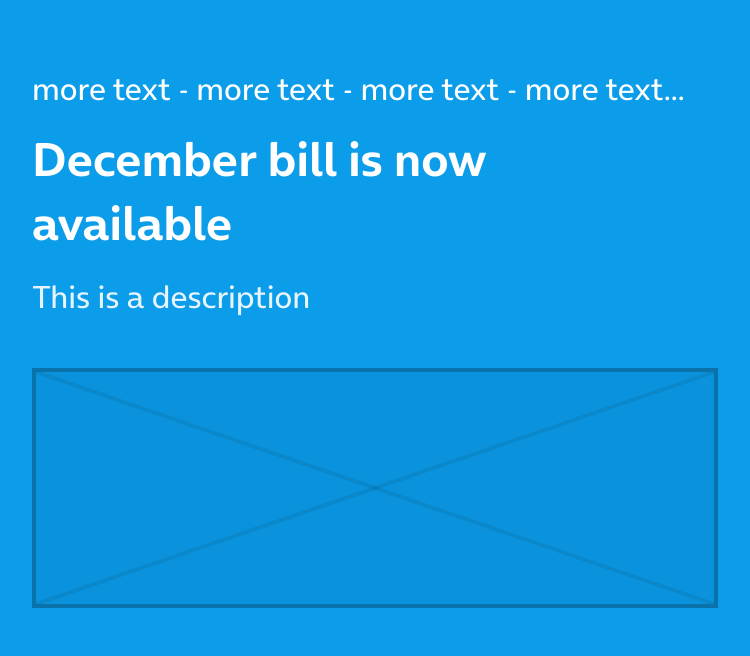 more text - more text - more text - more text...
December bill is now
available
This is a description